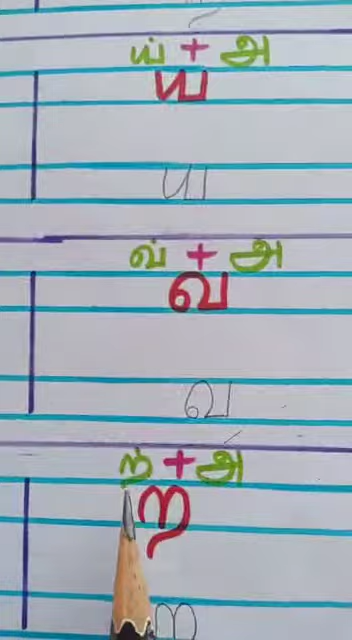 ய் + அ
ய
ய
வ் + அ
வ
வ
ற் + அ
ற